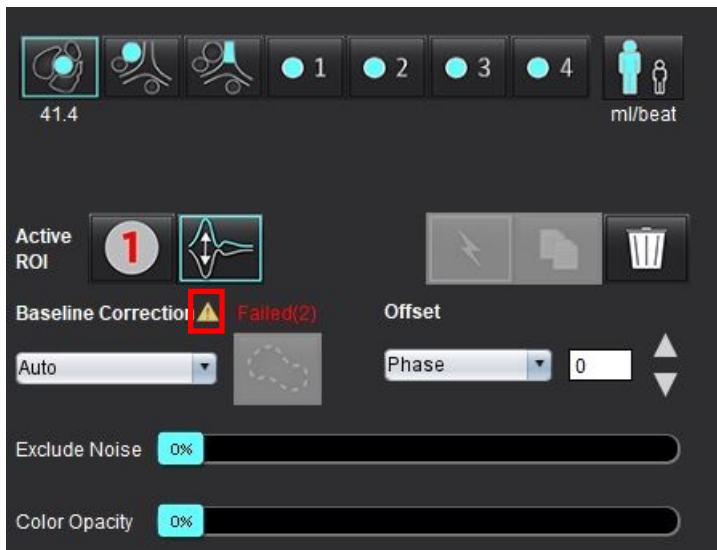 1 2 3 4
41.4 ml/beat
Active
ROI
1
Baseline Correction Failed(2) Offset
Auto Phase 0
Exclude Noise 0%
Color Opacity 0%